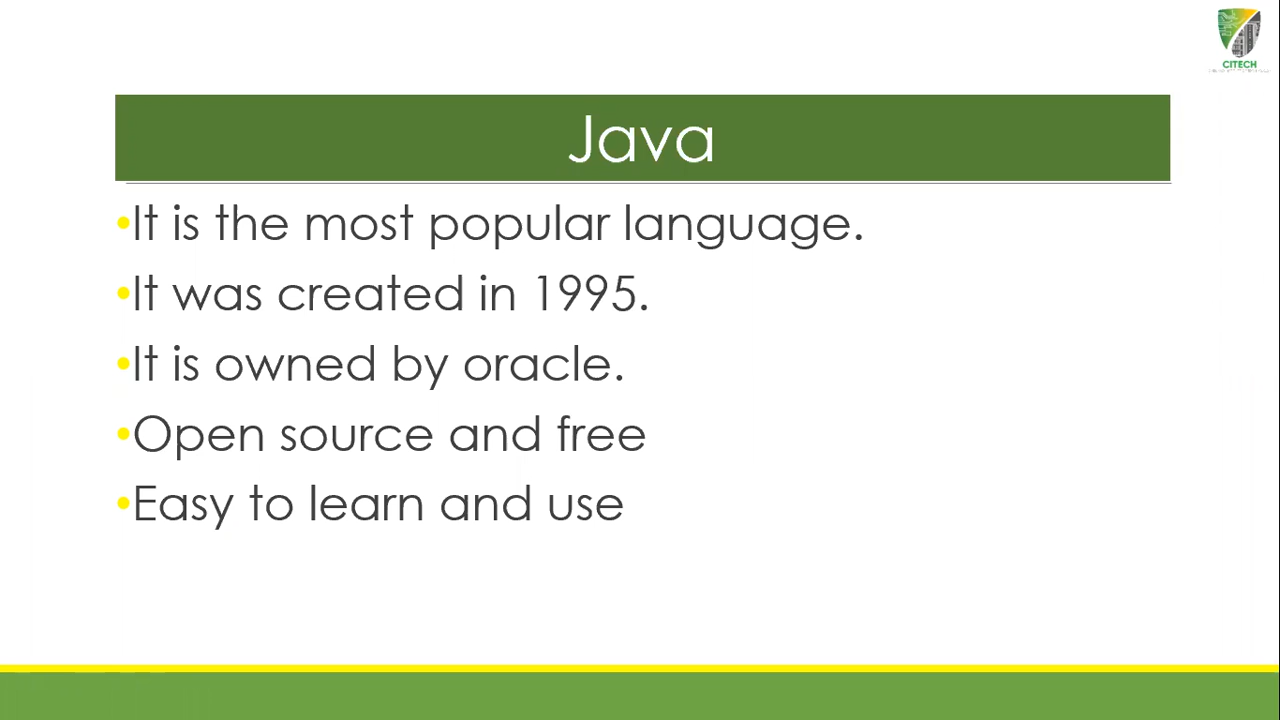 CITECH
Java
•It is the most popular language.
•It was created in 1995.
•It is owned by oracle.
•Open source and free
•Easy to learn and use